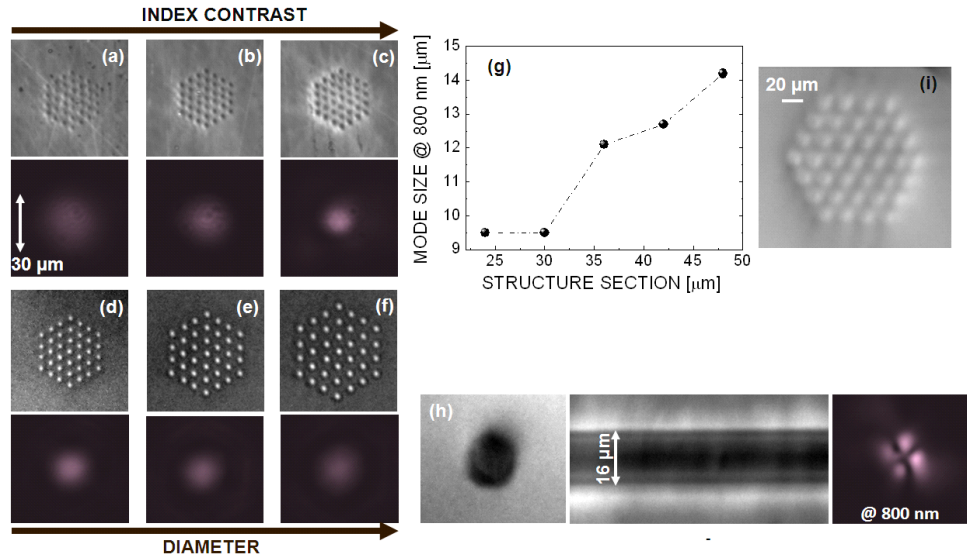 INDEX CONTRAST
(a)
(b)
(c)
30 µm
(d)
(e)
(f)
DIAMETER
(g)
15
14
13
12
11
10
9
25
30
35
40
45
50
MODE SIZE @ 800 nm [µm]
STRUCTURE SECTION [µm]
(i)
20 µm
(h)
16 µm
@ 800 nm